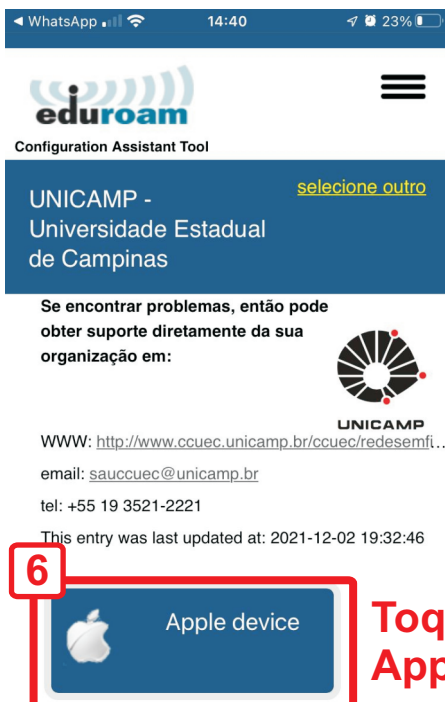 WhatsApp 14:40 23%
eduroam
Configuration Assistant Tool
UNICAMP -
Universidade Estadual
de Campinas
selecione outro
Se encontrar problemas, então pode
obter suporte diretamente da sua
organização em:
UNICAMP
WWW: http://www.ccuec.unicamp.br/ccuec/redesemfi...
email: sauccuec@unicamp.br
tel: +55 19 3521-2221
This entry was last updated at: 2021-12-02 19:32:46
6
Apple device
Toq
App